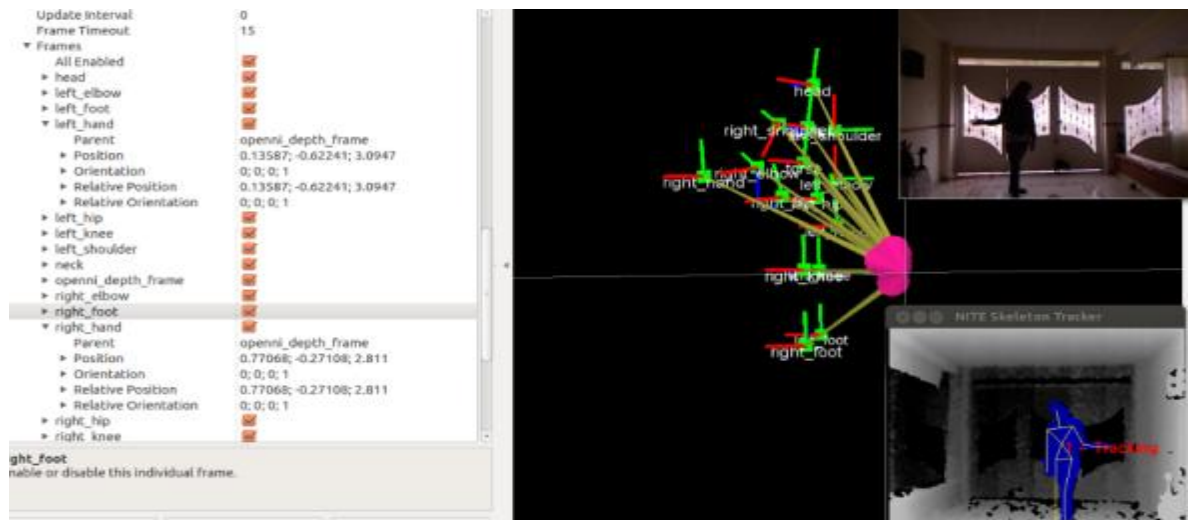 Update Interval 0
Frame Timeout 15
Frames
All Enabled
head
left_elbow
left_foot
left_hand
Parent openni_depth_frame
Position 0.13587; -0.62241; 3.0947
Orientation 0; 0; 0; 1
Relative Position 0.13587; -0.62241; 3.0947
Relative Orientation 0; 0; 0; 1
left_hip
left_knee
left_shoulder
neck
openni_depth_frame
right_elbow
right_foot
right_hand
Parent openni_depth_frame
Position 0.77068; -0.27108; 2.811
Orientation 0; 0; 0; 1
Relative Position 0.77068; -0.27108; 2.811
Relative Orientation 0; 0; 0; 1
right_hip
right_knee
ght_foot
nable or disable this individual frame.
head
right_hand
right_elbow
right_foot
NITE Skeleton Tracker
Tracking